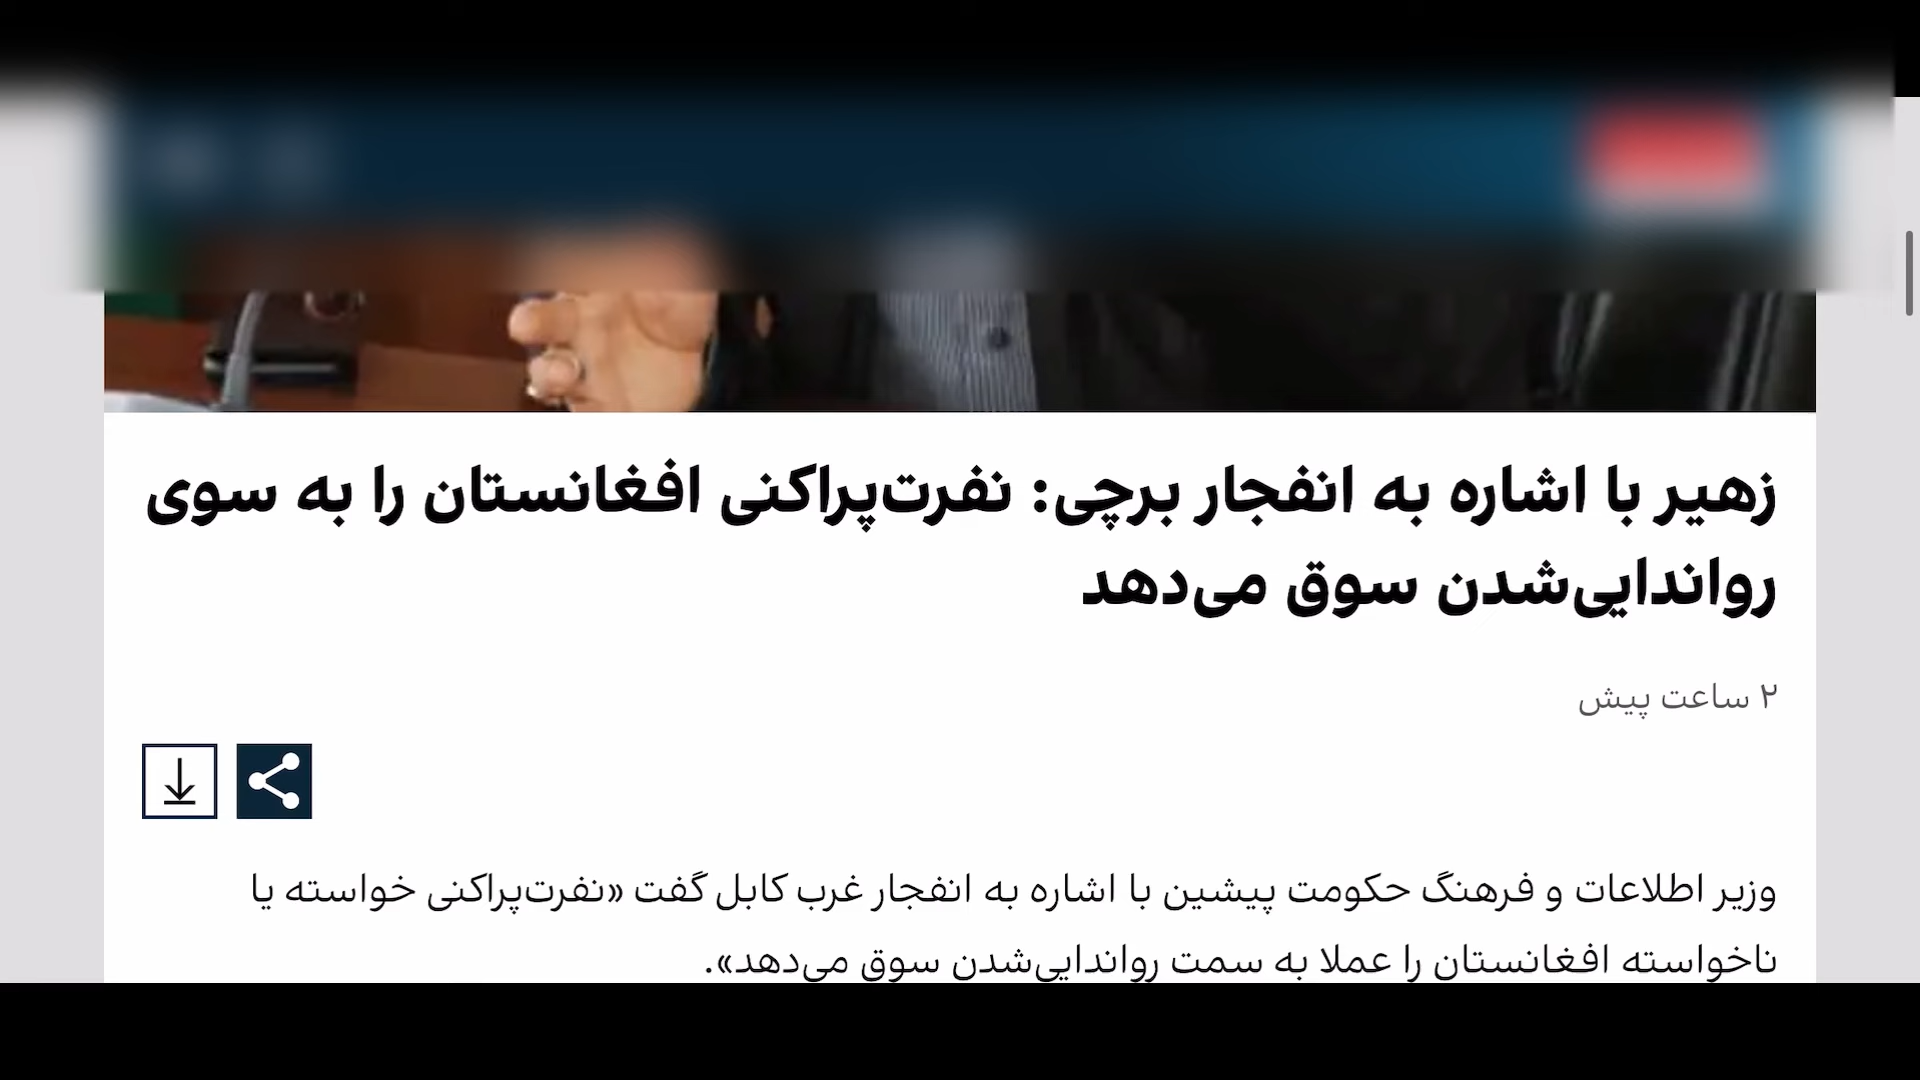 زهیر با اشاره به انفجار برچی: نفرت‌پراکنی افغانستان را به سوی
رواندایی‌شدن سوق می‌دهد
۲ ساعت پیش
وزیر اطلاعات و فرهنگ حکومت پیشین با اشاره به انفجار غرب کابل گفت «نفرت‌پراکنی خواسته یا
ناخواسته افغانستان را عملا به سمت رواندایی‌شدن سوق می‌دهد».